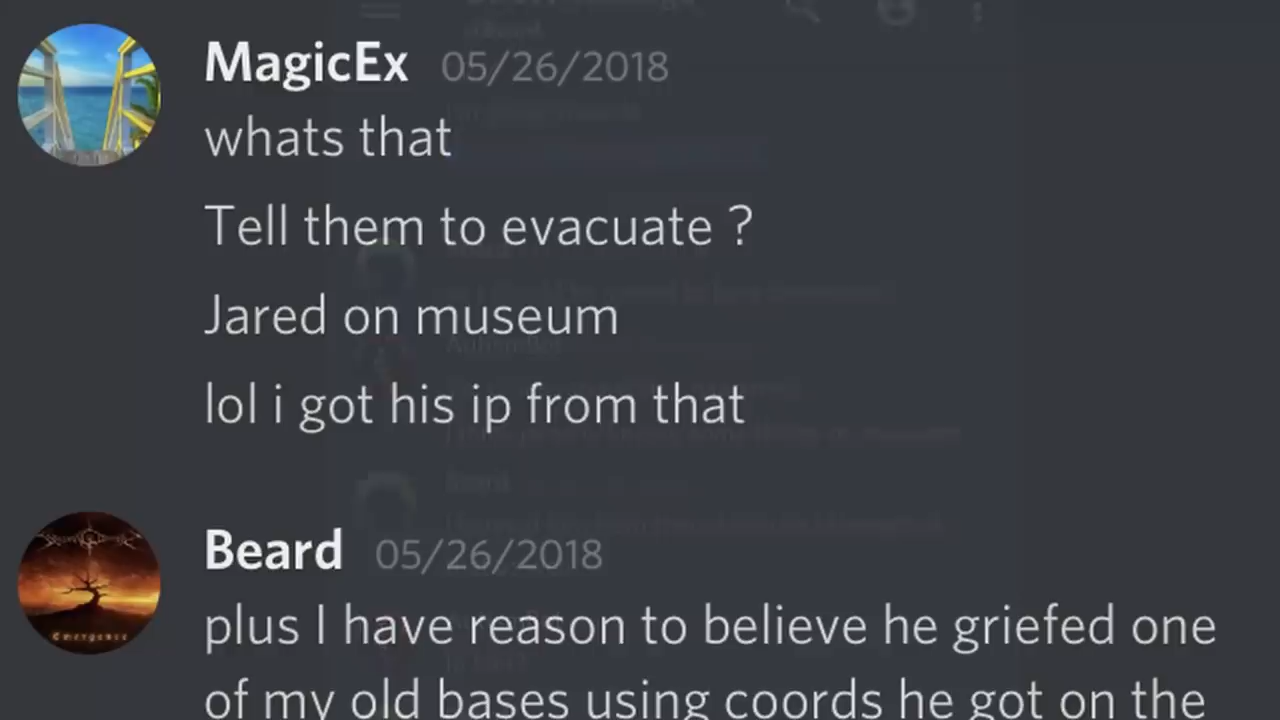 MagicEx 05/26/2018
whats that
Tell them to evacuate ?
Jared on museum
lol i got his ip from that
Beard 05/26/2018
plus I have reason to believe he griefed one
of my old bases using coords he got on the
Emergence